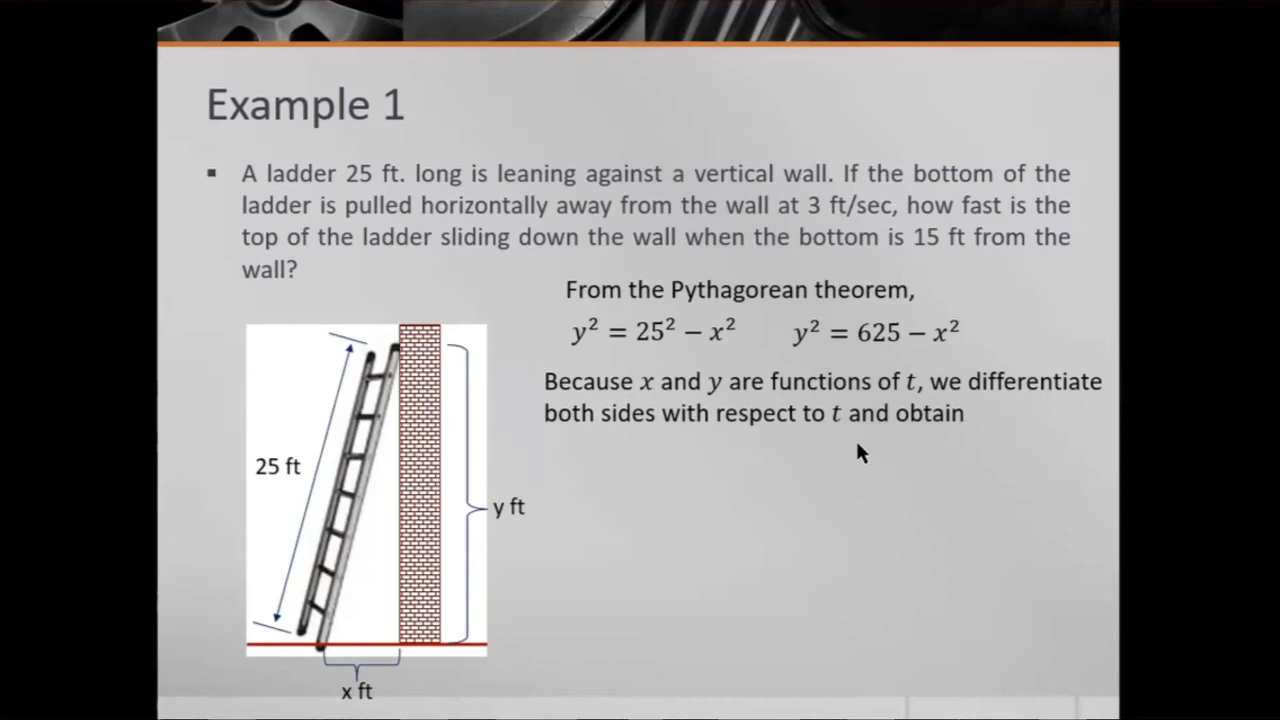 Example 1
▪ A ladder 25 ft. long is leaning against a vertical wall. If the bottom of the
ladder is pulled horizontally away from the wall at 3 ft/sec, how fast is the
top of the ladder sliding down the wall when the bottom is 15 ft from the
wall?
From the Pythagorean theorem,
y² = 25² − x² y² = 625 − x²
Because x and y are functions of t, we differentiate
both sides with respect to t and obtain
25 ft
y ft
x ft